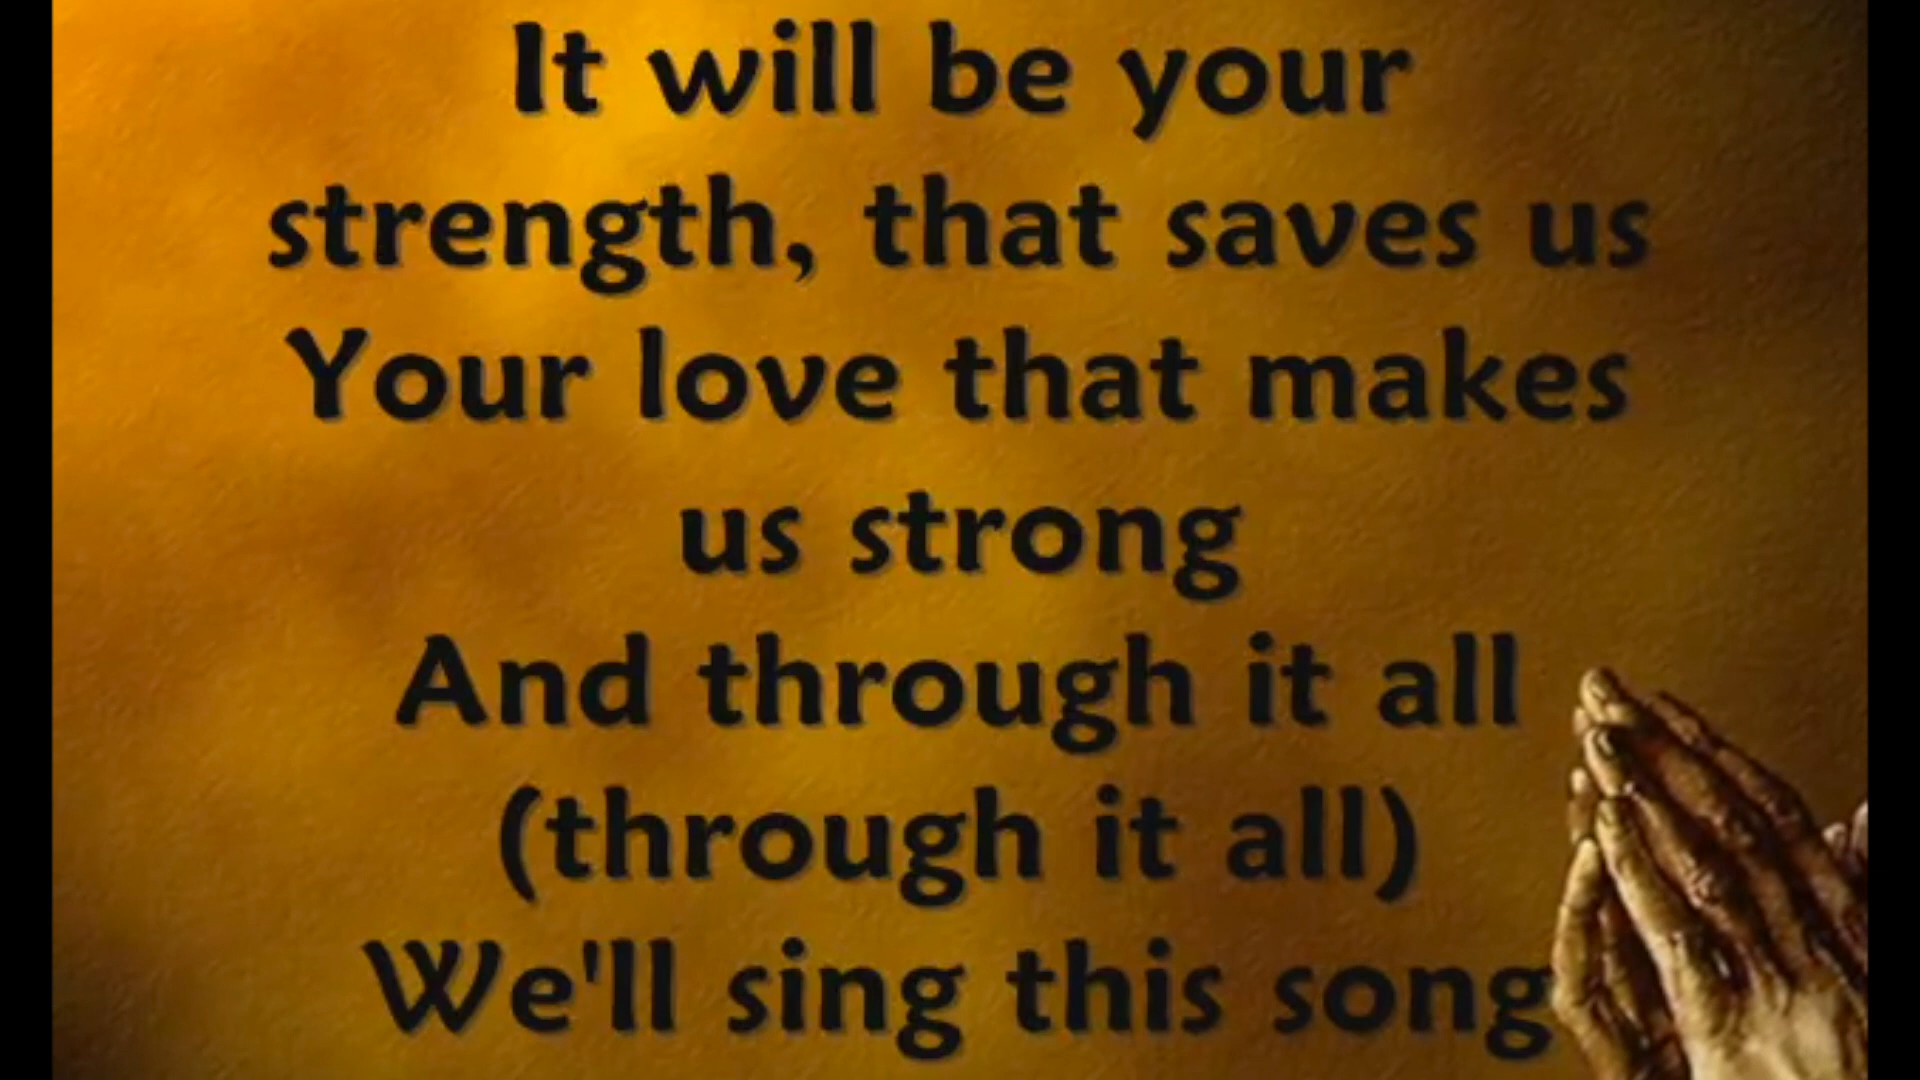 It will be your
strength, that saves us
Your love that makes
us strong
And through it all
(through it all)
We'll sing this song